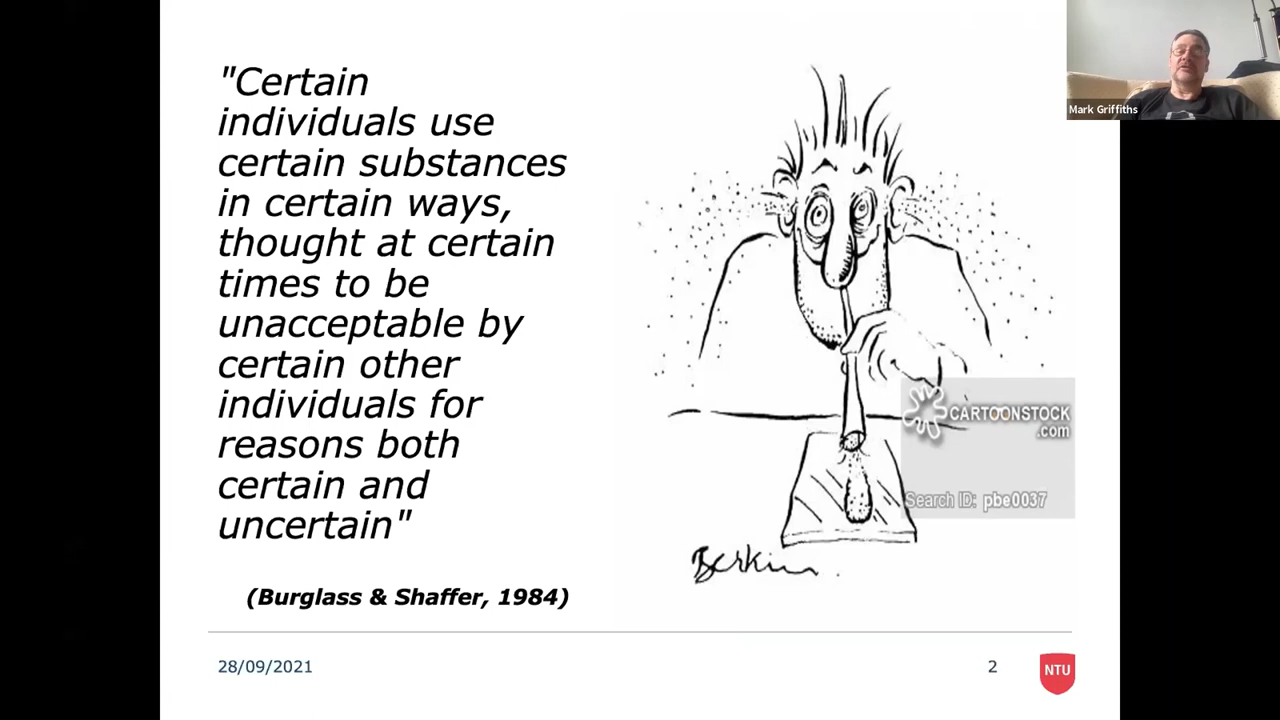 "Certain
individuals use
certain substances
in certain ways,
thought at certain
times to be
unacceptable by
certain other
individuals for
reasons both
certain and
uncertain"
(Burglass & Shaffer, 1984)
Mark Griffiths
CARTOONSTOCK
.com
Search ID: pbe0037
28/09/2021
2
NTU